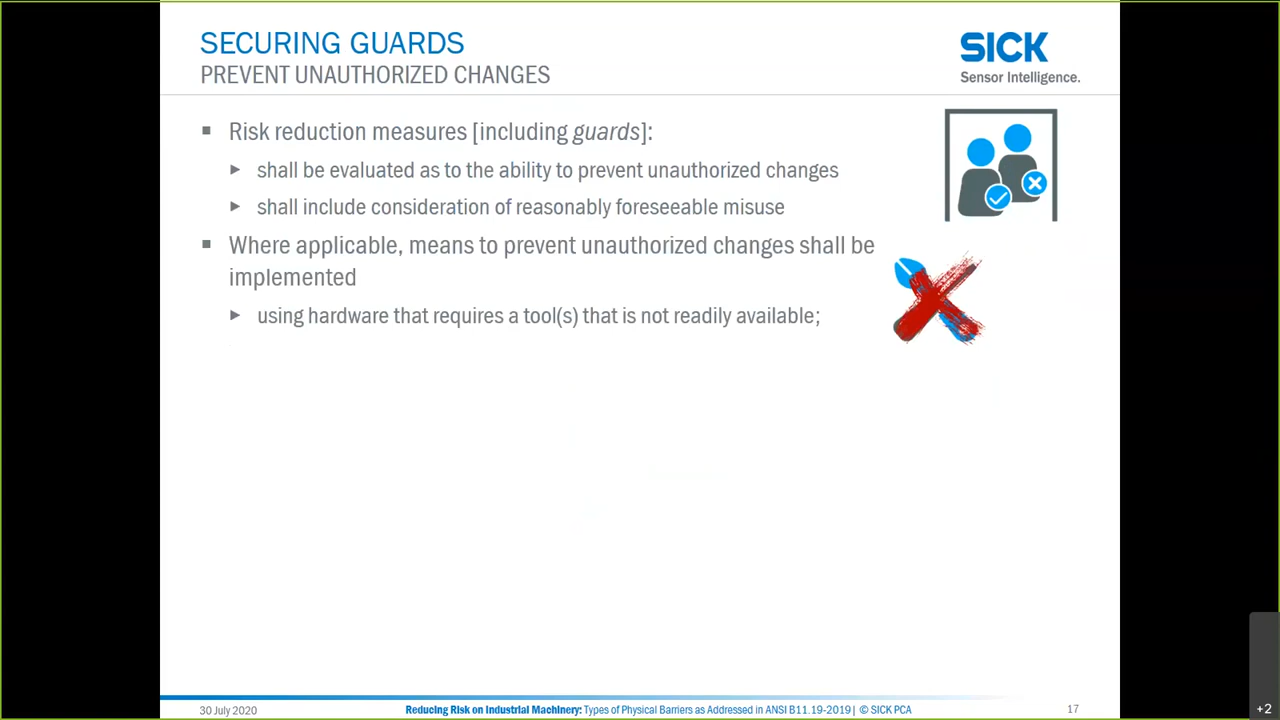 SECURING GUARDS
PREVENT UNAUTHORIZED CHANGES
SICK
Sensor Intelligence.
▪ Risk reduction measures [including guards]:
▸ shall be evaluated as to the ability to prevent unauthorized changes
▸ shall include consideration of reasonably foreseeable misuse
▪ Where applicable, means to prevent unauthorized changes shall be
implemented
▸ using hardware that requires a tool(s) that is not readily available;
30 July 2020
Reducing Risk on Industrial Machinery: Types of Physical Barriers as Addressed in ANSI B11.19-2019 | © SICK PCA
17
+2